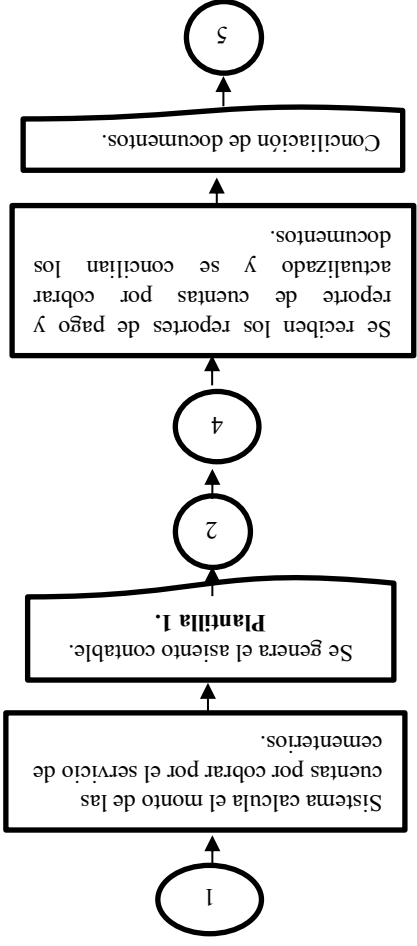 1
Sistema calcula el monto de las
cuentas por cobrar por el servicio de
cementerios.
Se genera el asiento contable.
Plantilla 1.
2
4
Se reciben los reportes de pago y
reporte de cuentas por cobrar
actualizado y se concilian los
documentos.
Conciliación de documentos.
5